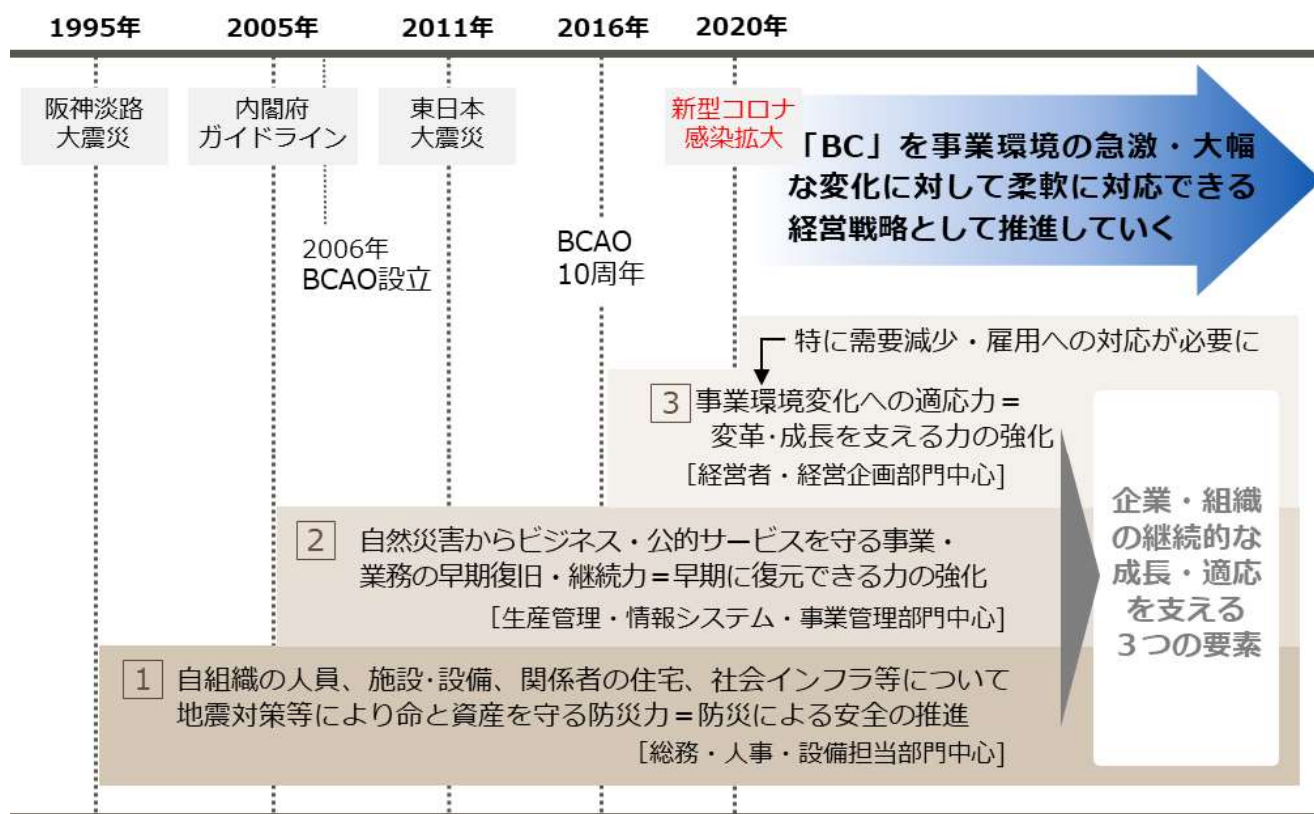 1995年
2005年
2011年
2016年
2020年
阪神淡路
大震災
内閣府
ガイドライン
東日本
大震災
新型コロナ
感染拡大
「BC」を事業環境の急激・大幅
な変化に対して柔軟に対応できる
経営戦略として推進していく
2006年
BCAO設立
BCAO
10周年
特に需要減少・雇用への対応が必要に
3 事業環境変化への適応力=
変革・成長を支える力の強化
[経営者・経営企画部門中心]
2 自然災害からビジネス・公的サービスを守る事業・
業務の早期復旧・継続力=早期に復元できる力の強化
[生産管理・情報システム・事業管理部門中心]
1 自組織の人員、施設・設備、関係者の住宅、社会インフラ等について
地震対策等により命と資産を守る防災力=防災による安全の推進
[総務・人事・設備担当部門中心]
企業・組織
の継続的な
成長・適応
を支える
3つの要素